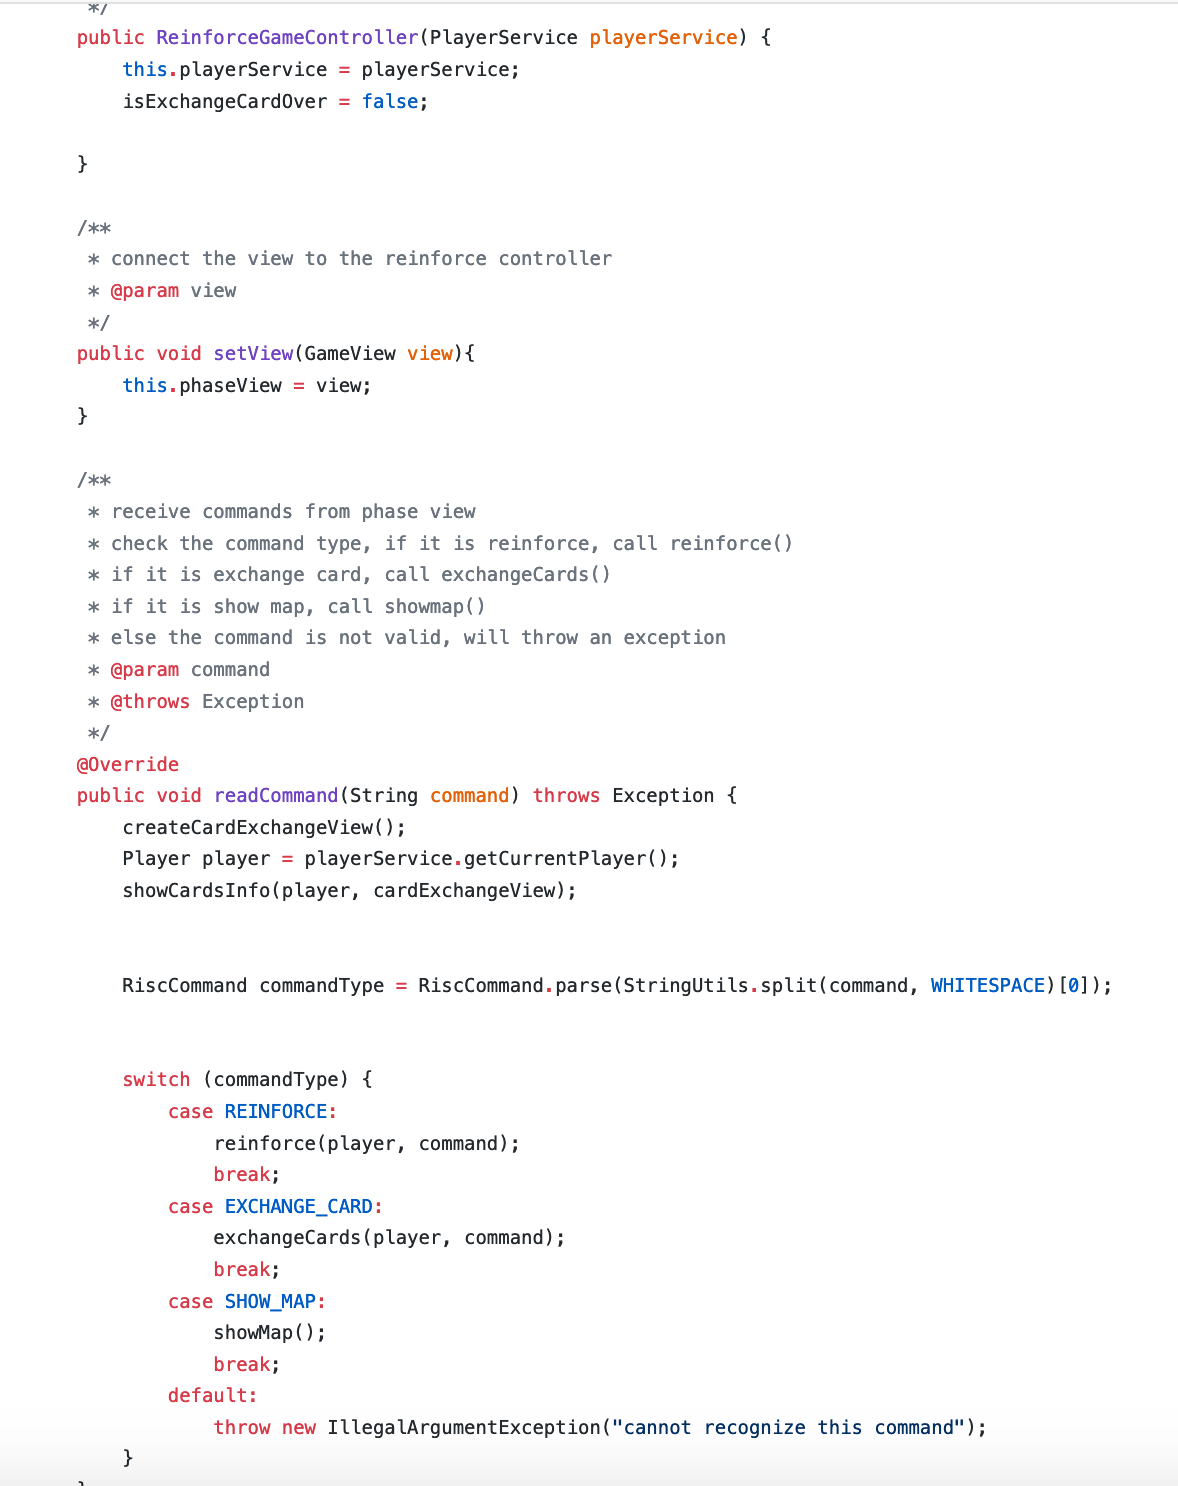 */
public ReinforceGameController(PlayerService playerService) {
    this.playerService = playerService;
    isExchangeCardOver = false;

}

/**
 * connect the view to the reinforce controller
 * @param view
 */
public void setView(GameView view){
    this.phaseView = view;
}

/**
 * receive commands from phase view
 * check the command type, if it is reinforce, call reinforce()
 * if it is exchange card, call exchangeCards()
 * if it is show map, call showmap()
 * else the command is not valid, will throw an exception
 * @param command
 * @throws Exception
 */
@Override
public void readCommand(String command) throws Exception {
    createCardExchangeView();
    Player player = playerService.getCurrentPlayer();
    showCardsInfo(player, cardExchangeView);


    RiscCommand commandType = RiscCommand.parse(StringUtils.split(command, WHITESPACE)[0]);


    switch (commandType) {
        case REINFORCE:
            reinforce(player, command);
            break;
        case EXCHANGE_CARD:
            exchangeCards(player, command);
            break;
        case SHOW_MAP:
            showMap();
            break;
        default:
            throw new IllegalArgumentException("cannot recognize this command");
    }
}